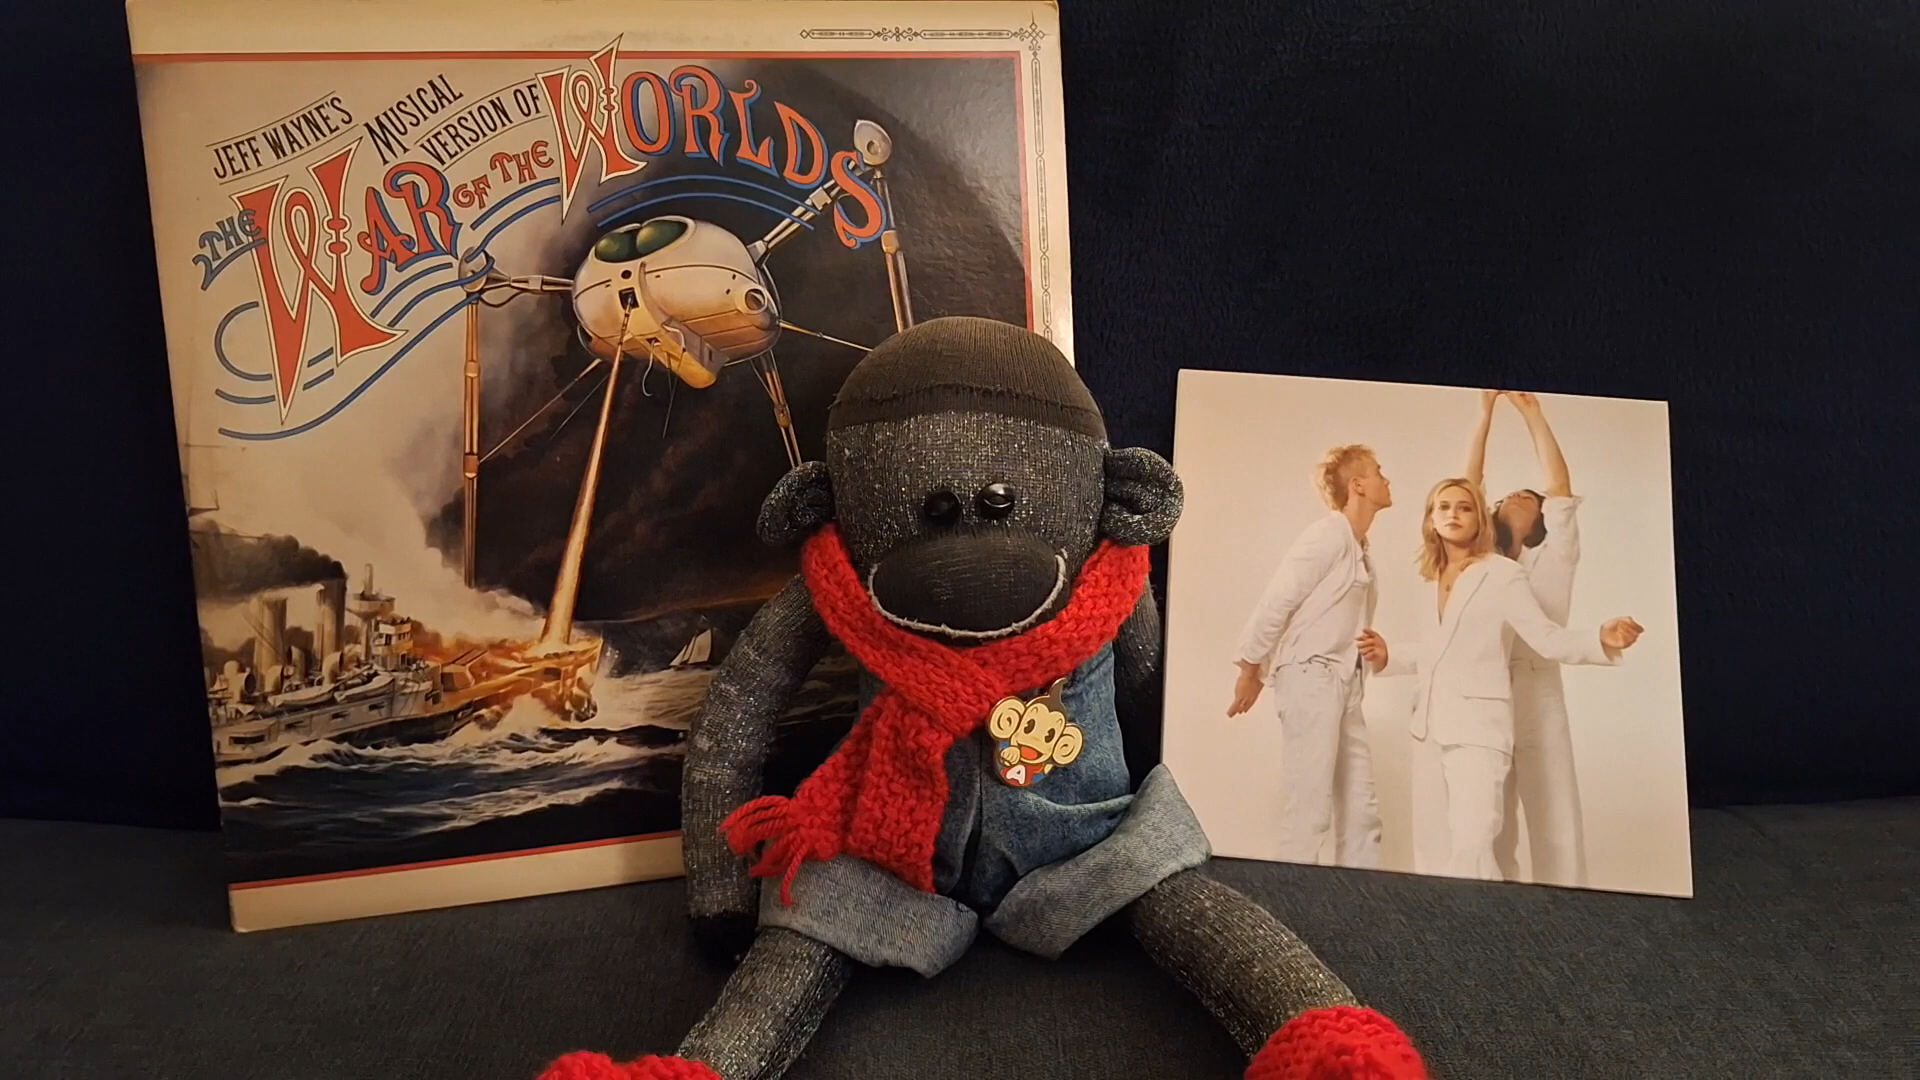 JEFF WAYNE'S
MUSICAL
VERSION OF
THE WAR OF THE WORLDS
A